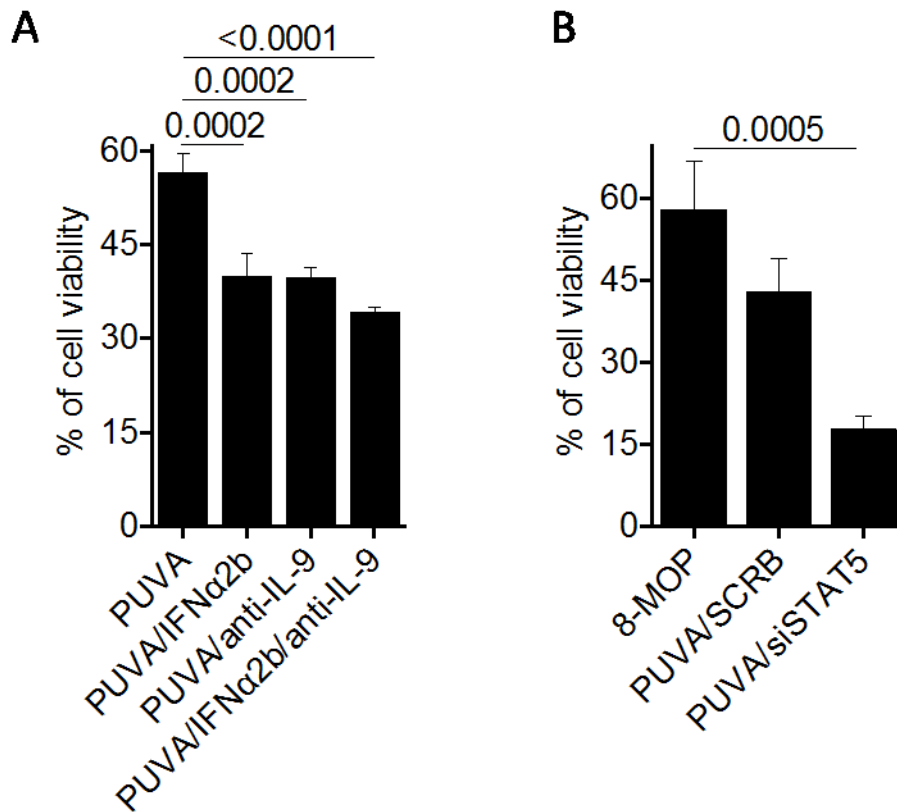 A
<0.0001
0.0002
0.0002
% of cell viability
60
45
30
15
0
PUVA
PUVA/IFNα2b
PUVA/anti-IL-9
PUVA/IFNα2b/anti-IL-9
B
0.0005
% of cell viability
60
45
30
15
0
8-MOP
PUVA/SCRB
PUVA/siSTAT5